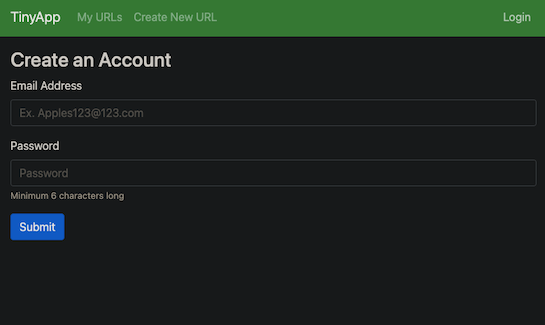 TinyApp My URLs Create New URL Login
Create an Account
Email Address
Ex. Apples123@123.com
Password
Password
Minimum 6 characters long
Submit